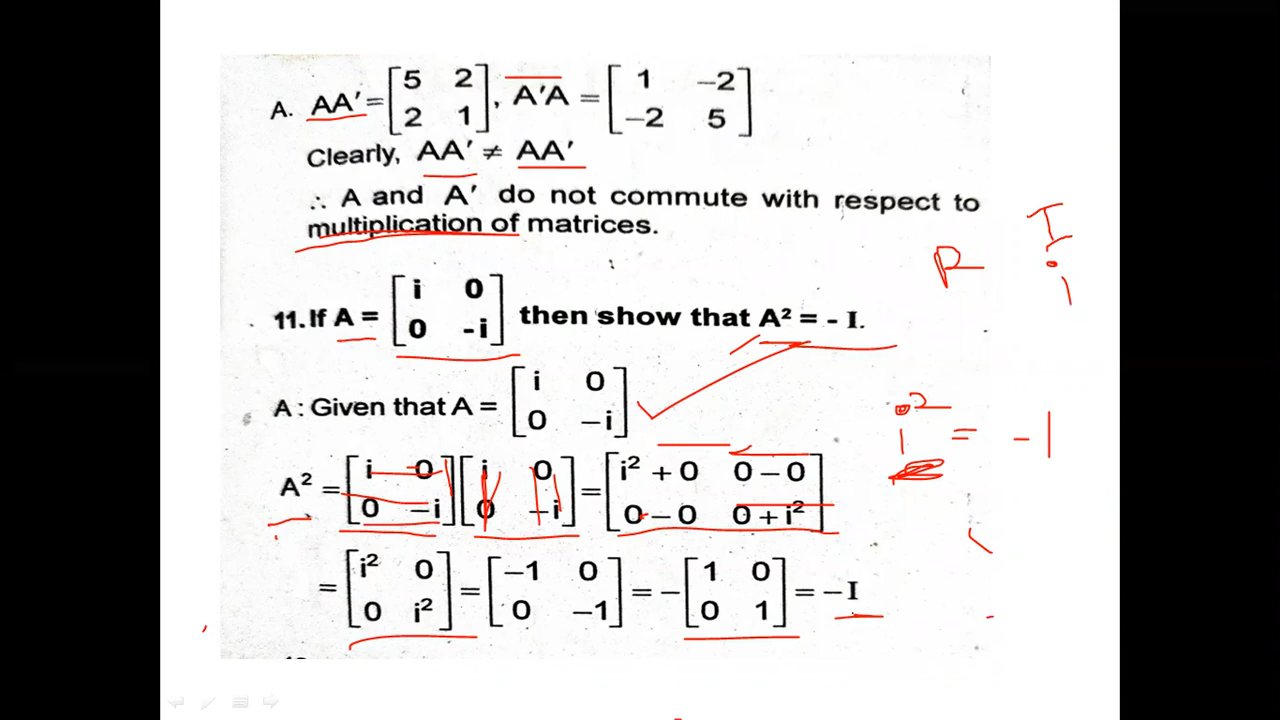 A. AA′ = [5 2 2 1], A′A = [1 −2 −2 5]
Clearly, AA′ ≠ AA′
∴ A and A′ do not commute with respect to
multiplication of matrices.
R I
i
11. If A = [i 0 0 -i] then show that A² = - I.
A : Given that A = [i 0 0 −i]
i² = -1
A² = [i 0 0 −i] [i 0 0 −i] = [i² + 0 0 − 0 0 − 0 0 + i²]
= [i² 0 0 i²] = [−1 0 0 −1] = − [1 0 0 1] = −I